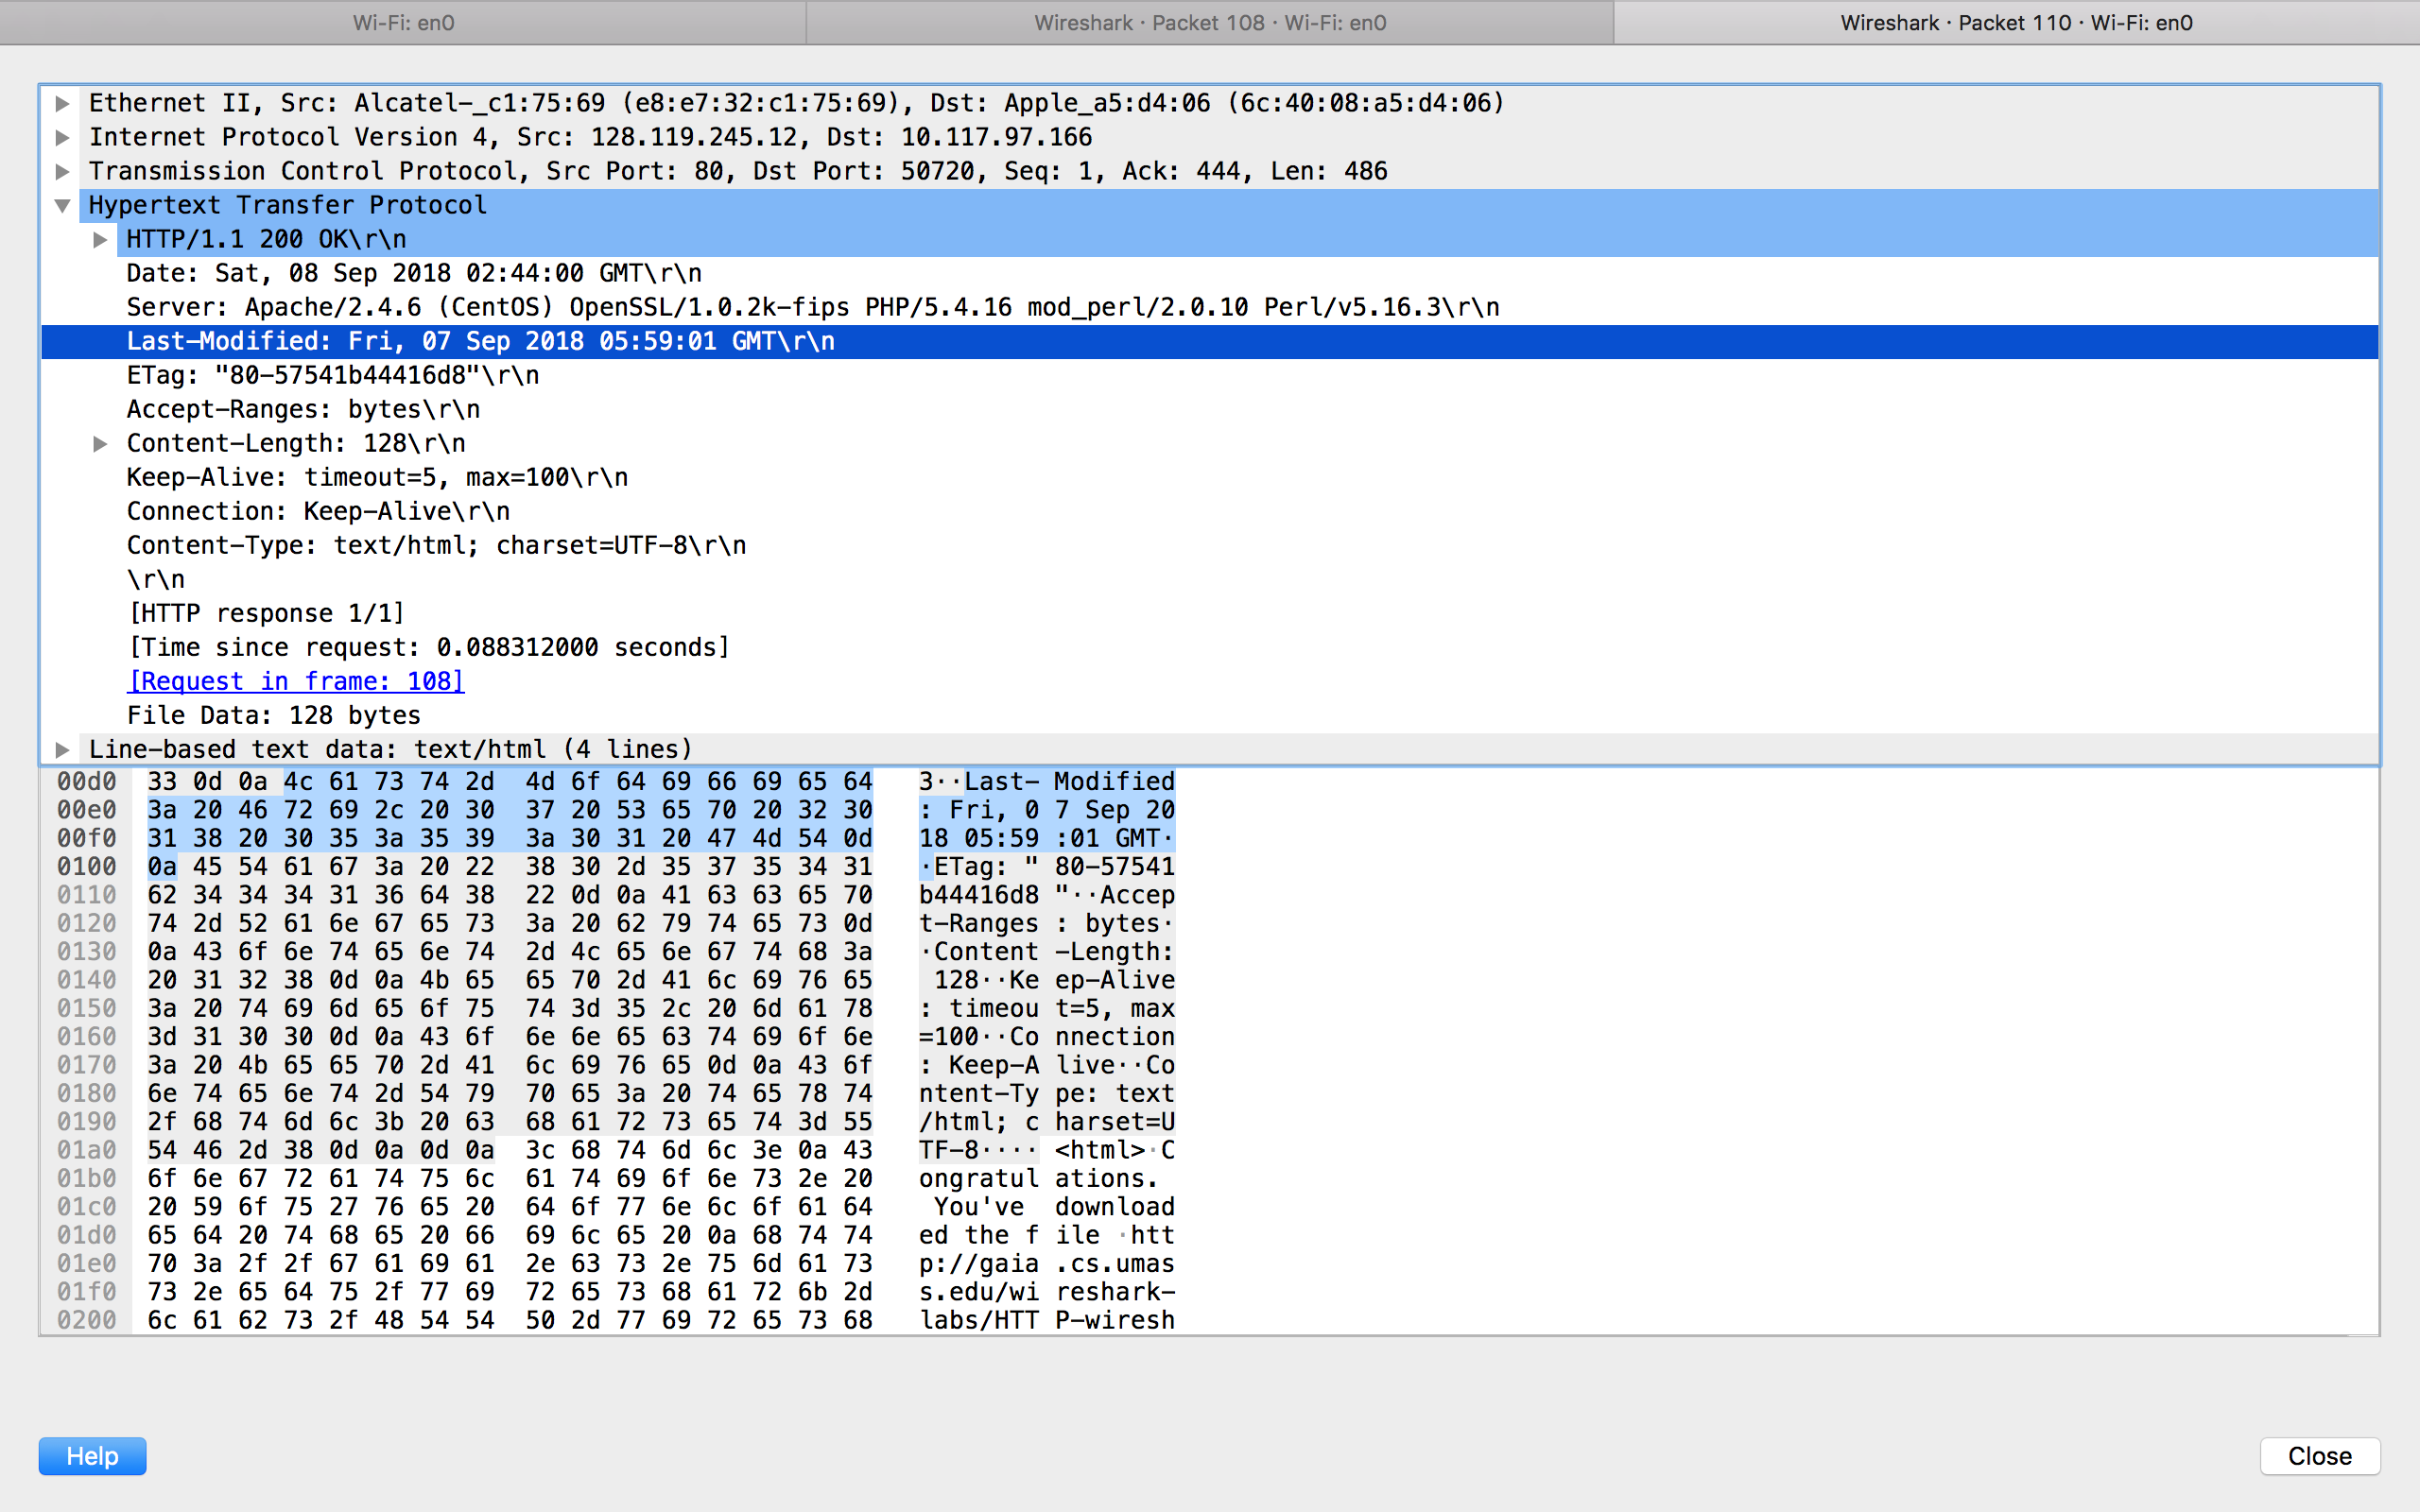 Wi-Fi: en0
Wireshark · Packet 108 · Wi-Fi: en0
Wireshark · Packet 110 · Wi-Fi: en0
Ethernet II, Src: Alcatel-_c1:75:69 (e8:e7:32:c1:75:69), Dst: Apple_a5:d4:06 (6c:40:08:a5:d4:06)
Internet Protocol Version 4, Src: 128.119.245.12, Dst: 10.117.97.166
Transmission Control Protocol, Src Port: 80, Dst Port: 50720, Seq: 1, Ack: 444, Len: 486
Hypertext Transfer Protocol
HTTP/1.1 200 OK\r\n
Date: Sat, 08 Sep 2018 02:44:00 GMT\r\n
Server: Apache/2.4.6 (CentOS) OpenSSL/1.0.2k-fips PHP/5.4.16 mod_perl/2.0.10 Perl/v5.16.3\r\n
Last-Modified: Fri, 07 Sep 2018 05:59:01 GMT\r\n
ETag: "80-57541b44416d8"\r\n
Accept-Ranges: bytes\r\n
Content-Length: 128\r\n
Keep-Alive: timeout=5, max=100\r\n
Connection: Keep-Alive\r\n
Content-Type: text/html; charset=UTF-8\r\n
\r\n
[HTTP response 1/1]
[Time since request: 0.088312000 seconds]
[Request in frame: 108]
File Data: 128 bytes
Line-based text data: text/html (4 lines)
00d0 33 0d 0a 4c 61 73 74 2d 4d 6f 64 69 66 69 65 64 3··Last- Modified
00e0 3a 20 46 72 69 2c 20 30 37 20 53 65 70 20 32 30 : Fri, 0 7 Sep 20
00f0 31 38 20 30 35 3a 35 39 3a 30 31 20 47 4d 54 0d 18 05:59 :01 GMT·
0100 0a 45 54 61 67 3a 20 22 38 30 2d 35 37 35 34 31 ·ETag: " 80-57541
0110 62 34 34 34 31 36 64 38 22 0d 0a 41 63 63 65 70 b44416d8 "··Accep
0120 74 2d 52 61 6e 67 65 73 3a 20 62 79 74 65 73 0d t-Ranges : bytes·
0130 0a 43 6f 6e 74 65 6e 74 2d 4c 65 6e 67 74 68 3a ·Content -Length:
0140 20 31 32 38 0d 0a 4b 65 65 70 2d 41 6c 69 76 65 128··Ke ep-Alive
0150 3a 20 74 69 6d 65 6f 75 74 3d 35 2c 20 6d 61 78 : timeou t=5, max
0160 3d 31 30 30 0d 0a 43 6f 6e 6e 65 63 74 69 6f 6e =100··Co nnection
0170 3a 20 4b 65 65 70 2d 41 6c 69 76 65 0d 0a 43 6f : Keep-A live··Co
0180 6e 74 65 6e 74 2d 54 79 70 65 3a 20 74 65 78 74 ntent-Ty pe: text
0190 2f 68 74 6d 6c 3b 20 63 68 61 72 73 65 74 3d 55 /html; c harset=U
01a0 54 46 2d 38 0d 0a 0d 0a 3c 68 74 6d 6c 3e 0a 43 TF-8···· <html>·C
01b0 6f 6e 67 72 61 74 75 6c 61 74 69 6f 6e 73 2e 20 ongratul ations.
01c0 20 59 6f 75 27 76 65 20 64 6f 77 6e 6c 6f 61 64 You've download
01d0 65 64 20 74 68 65 20 66 69 6c 65 20 0a 68 74 74 ed the f ile ·htt
01e0 70 3a 2f 2f 67 61 69 61 2e 63 73 2e 75 6d 61 73 p://gaia .cs.umas
01f0 73 2e 65 64 75 2f 77 69 72 65 73 68 61 72 6b 2d s.edu/wi reshark-
0200 6c 61 62 73 2f 48 54 54 50 2d 77 69 72 65 73 68 labs/HTT P-wiresh
Help
Close